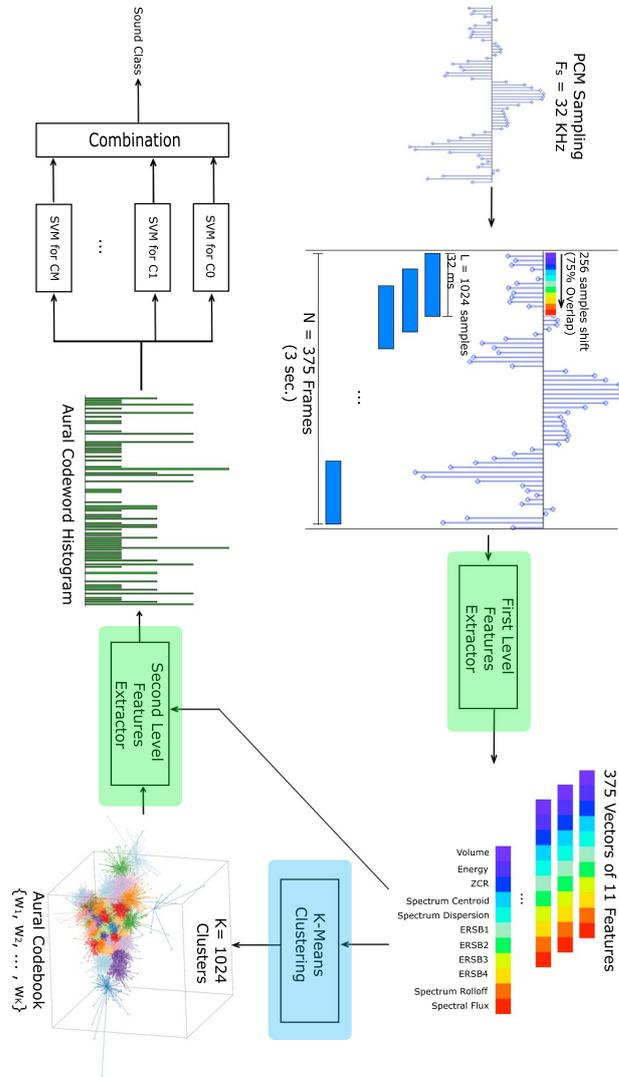 PCM Sampling
Fs = 32 KHz
256 samples shift
(75% Overlap)
L = 1024 samples
32 ms
...
N = 375 Frames
(3 sec.)
First Level
Features
Extractor
375 Vectors of 11 Features
...
Volume
Energy
ZCR
Spectrum Centroid
Spectrum Dispersion
ERSB1
ERSB2
ERSB3
ERSB4
Spectrum Rolloff
Spectral Flux
K-Means
Clustering
K= 1024
Clusters
Aural Codebook
{w₁, w₂, ... , wₖ}
Second Level
Features
Extractor
Aural Codeword Histogram
SVM for C0
SVM for C1
...
SVM for CM
Combination
Sound Class